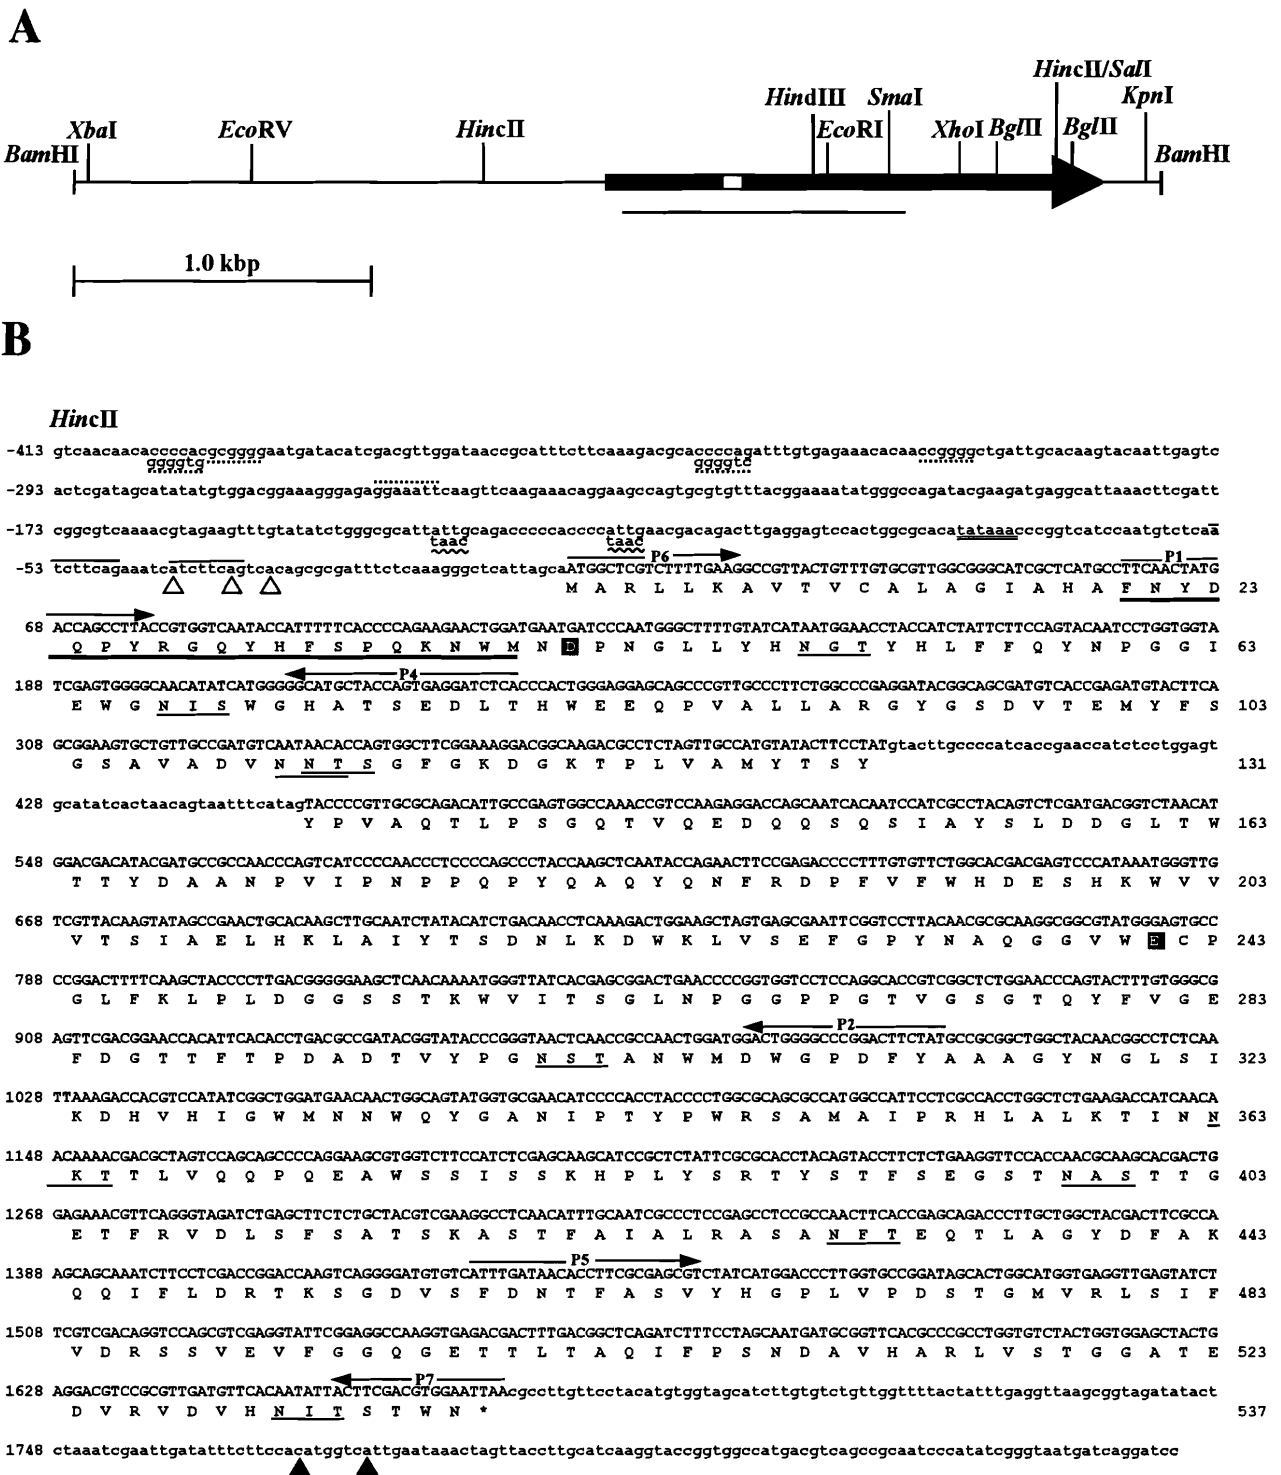 A
HincII/SalI
HindIII SmaI KpnI
XbaI EcoRV HincII EcoRI XhoI BglII BglII
BamHI BamHI
1.0 kbp
B
HincII
-413 gtcaacaacaccccacgcggggaatgatacatcgacgttggataaccgcatttcttcaaagacgcaccccagatttgtgagaaacacaaccgggggctgattgcacaagtacaattgagtc
ggggtg ggggtc
-293 actcgatagcatatatgtggacggaaagggagaggaaattcaagttcaagaaacaggaagccagtgcgtgtttacggaaaatatgggccagatacgaagatgaggcattaaacttcgatt
-173 cggcgtcaaaacgtagaagtttgtatatctgggcgcattattgcagacccccaccccattgaacgacagacttgaggagtccactggcgcacatataaacccggtcatccaatgtctcaa
taac taac
P6 P1
-53 tcttcagaaatcatcttcagtcacagcgcgatttctcaaagggctcattagcaATGGCTCGTCTTTTGAAGGCCGTTACTGTTTGTGCGTTGGCGGGCATCGCTCATGCCTTCAACTATG
M A R L L K A V T V C A L A G I A H A F N Y D 23
68 ACCAGCCTTACCGTGGTCAATACCATTTTTCACCCCAGAAGAACTGGATGAATGATCCCAATGGGCTTTTGTATCATAATGGAACCTACCATCTATTCTTCCAGTACAATCCTGGTGGTA
Q P Y R G Q Y H F S P Q K N W M N D P N G L L Y H N G T Y H L F F Q Y N P G G I 63
P4
188 TCGAGTGGGGCAACATATCATGGGGGCATGCTACCAGTGAGGATCTCACCCACTGGGAGGAGCAGCCCGTTGCCCTTCTGGCCCGAGGATACGGCAGCGATGTCACCGAGATGTACTTCA
E W G N I S W G H A T S E D L T H W E E Q P V A L L A R G Y G S D V T E M Y F S 103
308 GCGGAAGTGCTGTTGCCGATGTCAATAACACCAGTGGCTTCGGAAAGGACGGCAAGACGCCTCTAGTTGCCATGTATACTTCCTATgtacttgccccatcaccgaaccatctcctggagt
G S A V A D V N N T S G F G K D G K T P L V A M Y T S Y 131
428 gcatatcactaacagtaatttcatagTACCCCGTTGCGCAGACATTGCCGAGTGGCCAAACCGTCCAAGAGGACCAGCAATCACAATCCATCGCCTACAGTCTCGATGACGGTCTAACAT
Y P V A Q T L P S G Q T V Q E D Q Q S Q S I A Y S L D D G L T W 163
548 GGACGACATACGATGCCGCCAACCCAGTCATCCCCAACCCTCCCCAGCCCTACCAAGCTCAATACCAGAACTTCCGAGACCCCTTTGTGTTCTGGCACGACGAGTCCCATAAATGGGTTG
T T Y D A A N P V I P N P P Q P Y Q A Q Y Q N F R D P F V F W H D E S H K W V V 203
668 TCGTTACAAGTATAGCCGAACTGCACAAGCTTGCAATCTATACATCTGACAACCTCAAAGACTGGAAGCTAGTGAGCGAATTCGGTCCTTACAACGCGCAAGGCGGCGTATGGGAGTGCC
V T S I A E L H K L A I Y T S D N L K D W K L V S E F G P Y N A Q G G V W E C P 243
788 CCGGACTTTTCAAGCTACCCCTTGACGGGGGAAGCTCAACAAAATGGGTTATCACGAGCGGACTGAACCCCGGTGGTCCTCCAGGCACCGTCGGCTCTGGAACCCAGTACTTTGTGGGCG
G L F K L P L D G G S S T K W V I T S G L N P G G P P G T V G S G T Q Y F V G E 283
P2
908 AGTTCGACGGAACCACATTCACACCTGACGCCGATACGGTATACCCGGGTAACTCAACCGCCAACTGGATGGACTGGGGCCCGGACTTCTATGCCGCGGCTGGCTACAACGGCCTCTCAA
F D G T T F T P D A D T V Y P G N S T A N W M D W G P D F Y A A A G Y N G L S I 323
1028 TTAAAGACCACGTCCATATCGGCTGGATGAACAACTGGCAGTATGGTGCGAACATCCCCACCTACCCCTGGCGCAGCGCCATGGCCATTCCTCGCCACCTGGCTCTGAAGACCATCAACA
K D H V H I G W M N N W Q Y G A N I P T Y P W R S A M A I P R H L A L K T I N N 363
1148 ACAAAACGACGCTAGTCCAGCAGCCCCAGGAAGCGTGGTCTTCCATCTCGAGCAAGCATCCGCTCTATTCGCGCACCTACAGTACCTTCTCTGAAGGTTCCACCAACGCAAGCACGACTG
K T T L V Q Q P Q E A W S S I S S K H P L Y S R T Y S T F S E G S T N A S T T G 403
1268 GAGAAACGTTCAGGGTAGATCTGAGCTTCTCTGCTACGTCGAAGGCCTCAACATTTGCAATCGCCCTCCGAGCCTCCGCCAACTTCACCGAGCAGACCCTTGCTGGCTACGACTTCGCCA
E T F R V D L S F S A T S K A S T F A I A L R A S A N F T E Q T L A G Y D F A K 443
P5
1388 AGCAGCAAATCTTCCTCGACCGGACCAAGTCAGGGGATGTGTCATTTGATAACACCTTCGCGAGCGTCTATCATGGACCCTTGGTGCCGGATAGCACTGGCATGGTGAGGTTGAGTATCT
Q Q I F L D R T K S G D V S F D N T F A S V Y H G P L V P D S T G M V R L S I F 483
1508 TCGTCGACAGGTCCAGCGTCGAGGTATTCGGAGGCCAAGGTGAGACGACTTTGACGGCTCAGATCTTTCCTAGCAATGATGCGGTTCACGCCCGCCTGGTGTCTACTGGTGGAGCTACTG
V D R S S V E V F G G Q G E T T L T A Q I F P S N D A V H A R L V S T G G A T E 523
P7
1628 AGGACGTCCGCGTTGATGTTCACAATATTACTTCGACGTGGAATTAAcgccttgttcctacatgtggtagcatcttgtgtctgttggttttactatttgaggttaagcggtagatatact
D V R V D V H N I T S T W N * 537
1748 ctaaatcgaattgatatttcttccacatggtcattgaataaactagttaccttgcatcaaggtaccggtggccatgacgtcagccgcaatcccatatcgggtaatgatcaggatcc